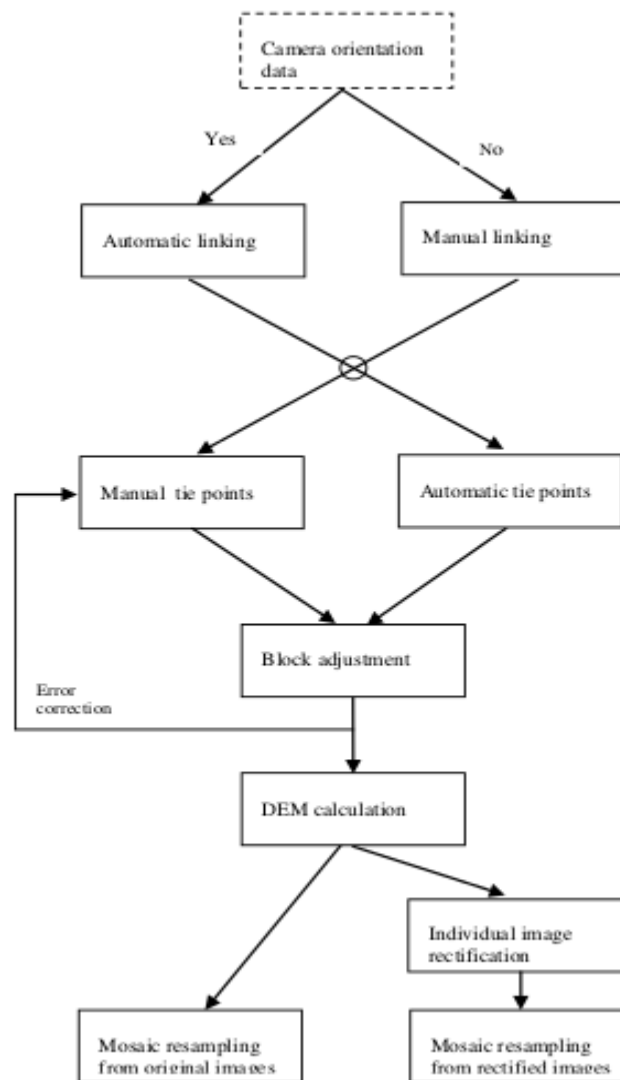 Camera orientation
data
Yes
No
Automatic linking
Manual linking
Manual tie points
Automatic tie points
Block adjustment
Error
correction
DEM calculation
Individual image
rectification
Mosaic resampling
from original images
Mosaic resampling
from rectified images